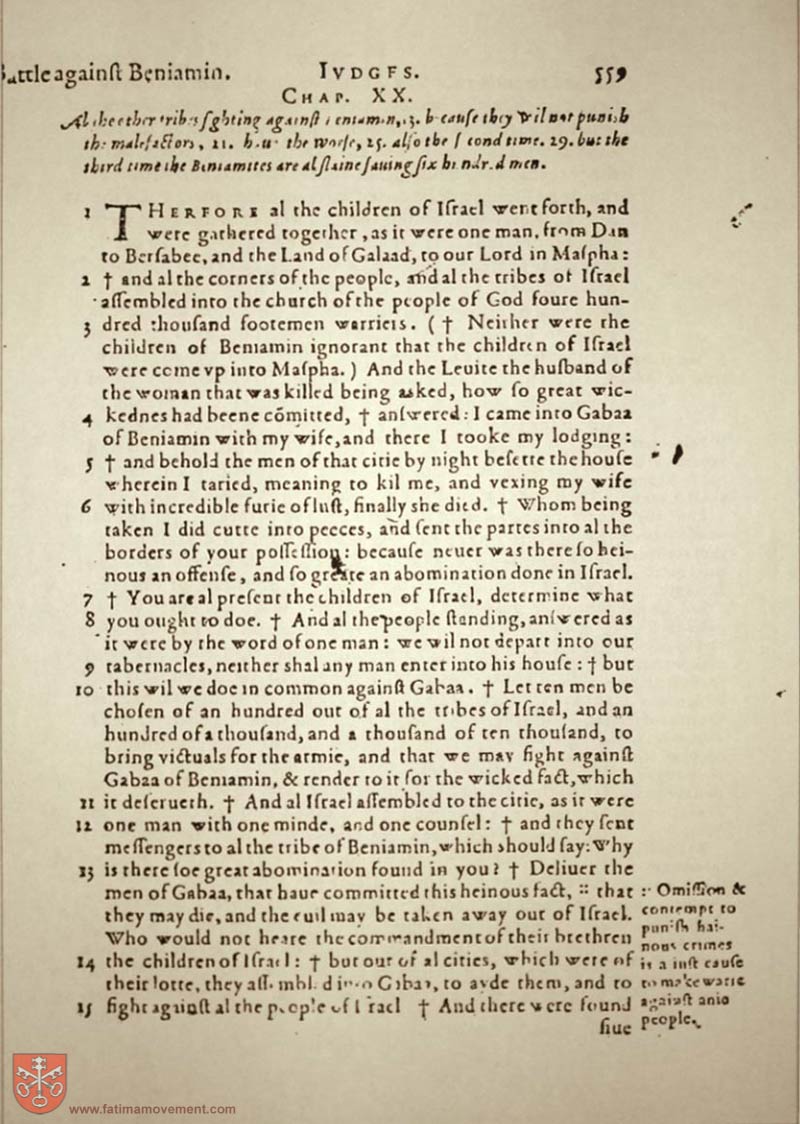 Battle against Beniamin. IVDGES. 559
CHAP. XX.
Al the other tribes fighting against Beniamin, 13. because they wil not punish
the malefactors, 21. haue the worse, 25. also the second time. 29. but the
third time the Beniamites are al slaine sauing six hundred men.
1 THERFORE al the children of Iſrael went forth, and
were gathered together, as it were one man, from Dan
to Berſabee, and the Land of Galaad, to our Lord in Maſpha:
2 † and al the corners of the people, and al the tribes of Iſrael
aſſembled into the church of the people of God foure hun-
3 dred thouſand footemen warriers. († Neither were the
children of Beniamin ignorant that the children of Iſrael
were come vp into Maſpha.) And the Leuite the huſband of
the woman that was killed being asked, how ſo great wic-
4 kednes had beene cōmitted, † anſwered: I came into Gabaa
of Beniamin with my wife, and there I tooke my lodging:
5 † and behold the men of that citie by night beſette the houſe
wherein I taried, meaning to kil me, and vexing my wife
6 with incredible furie of luſt, finally she died. † Whom being
taken I did cutte into peeces, and ſent the partes into al the
borders of your poſſeſſion: becauſe neuer was there ſo hei-
nous an offenſe, and ſo greate an abomination done in Iſrael.
7 † You are al preſent the children of Iſrael, determine what
8 you ought to doe. † And al the people ſtanding, anſwered as
it were by the word of one man: we wil not depart into our
9 tabernacles, neither shal any man enter into his houſe: † but
10 this wil we doe in common againſt Gabaa. † Let ten men be
choſen of an hundred out of al the tribes of Iſrael, and an
hundred of a thouſand, and a thouſand of ten thouſand, to
bring victuals for the armie, and that we may fight againſt
Gabaa of Beniamin, & render to it for the wicked fact, which
11 it deſerueth. † And al Iſrael aſſembled to the citie, as it were
12 one man with one minde, and one counſel: † and they ſent
meſſengers to al the tribe of Beniamin, which should ſay: Why
13 is there ſoe great abomination found in you? † Deliuer the
men of Gabaa, that haue committed this heinous fact, :: that
they may die, and the euil may be taken away out of Iſrael.
Who would not heare the commandment of their brethren
14 the children of Iſrael: † but out of al cities, which were of
their lotte, they aſſembled into Gabaa, to ayde them, and to
15 fight againſt al the people of Iſrael † And there were found
fiue
:: Omiſſion &
contempt to
puniſh hai-
nous crimes
is a iuſt cauſe
to make warre
againſt anie
people.
www.fatimamovement.com